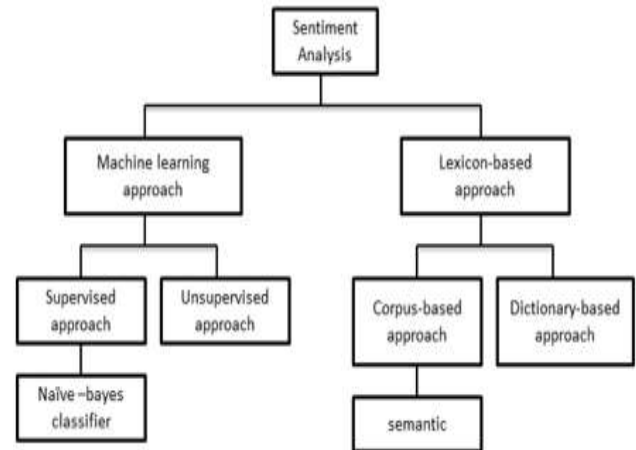 Sentiment
Analysis
Machine learning
approach
Lexicon-based
approach
Supervised
approach
Unsupervised
approach
Corpus-based
approach
Dictionary-based
approach
Naïve –bayes
classifier
semantic